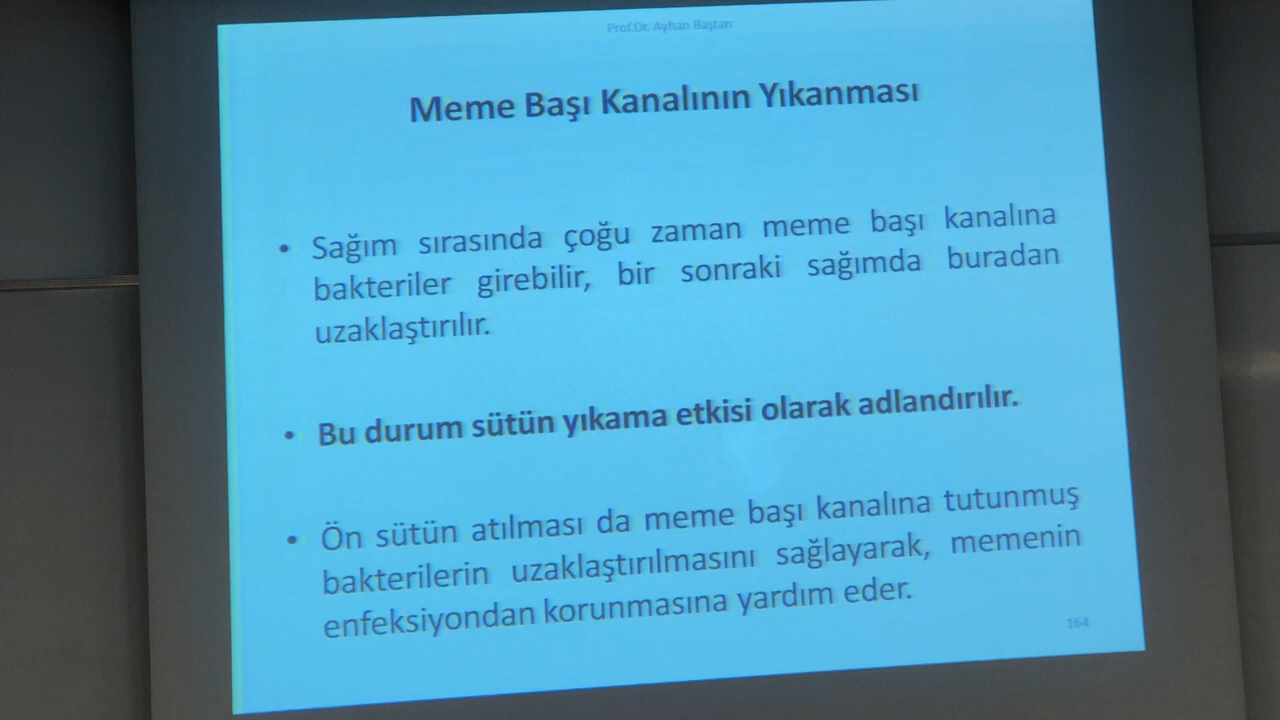 Prof.Dr. Ayhan Baştan
Meme Başı Kanalının Yıkanması
• Sağım sırasında çoğu zaman meme başı kanalına
bakteriler girebilir, bir sonraki sağımda buradan
uzaklaştırılır.
• Bu durum sütün yıkama etkisi olarak adlandırılır.
• Ön sütün atılması da meme başı kanalına tutunmuş
bakterilerin uzaklaştırılmasını sağlayarak, memenin
enfeksiyondan korunmasına yardım eder.
164